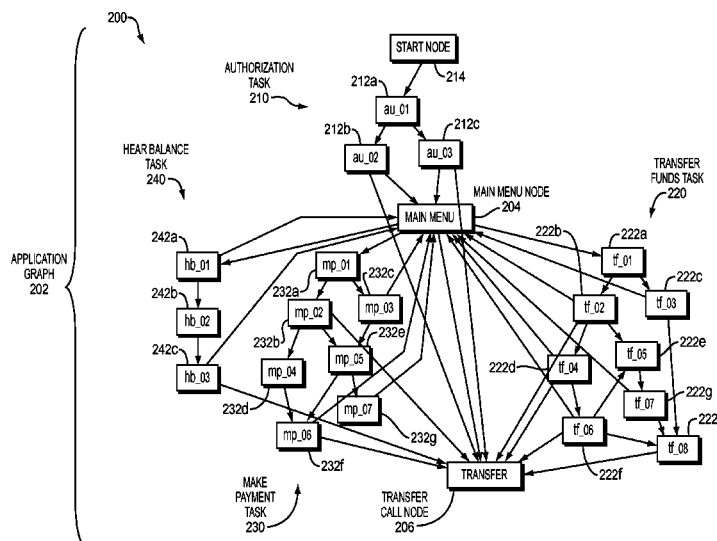 200
START NODE
214
AUTHORIZATION
TASK
210
212a
au_01
212b
212c
au_02
au_03
HEAR BALANCE
TASK
240
TRANSFER
FUNDS TASK
220
MAIN MENU NODE
204
MAIN MENU
APPLICATION
GRAPH
202
242a
hb_01
242b
hb_02
242c
hb_03
mp_01
232c
232a
mp_02
mp_03
232b
232e
mp_04
mp_05
232d
mp_07
232g
mp_06
232f
222b
222a
tf_01
222c
tf_02
tf_03
tf_05
222e
222d
tf_04
222g
tf_07
222
tf_06
tf_08
222f
TRANSFER
MAKE
PAYMENT
TASK
230
TRANSFER
CALL NODE
206